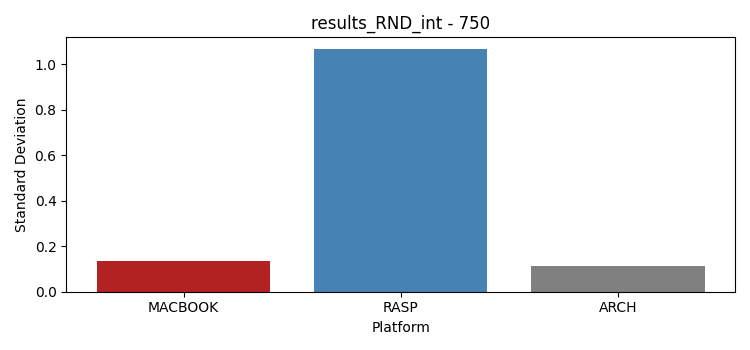 results_RND_int - 750
Standard Deviation
1.0
0.8
0.6
0.4
0.2
0.0
MACBOOK RASP ARCH
Platform